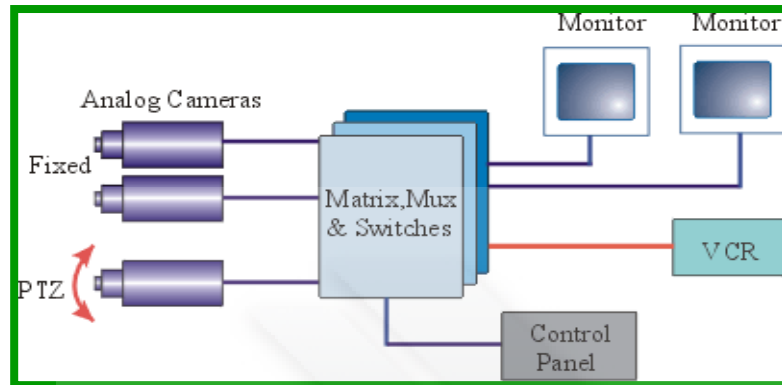 Monitor
Monitor
Analog Cameras
Fixed
Matrix,Mux
& Switches
PTZ
VCR
Control
Panel